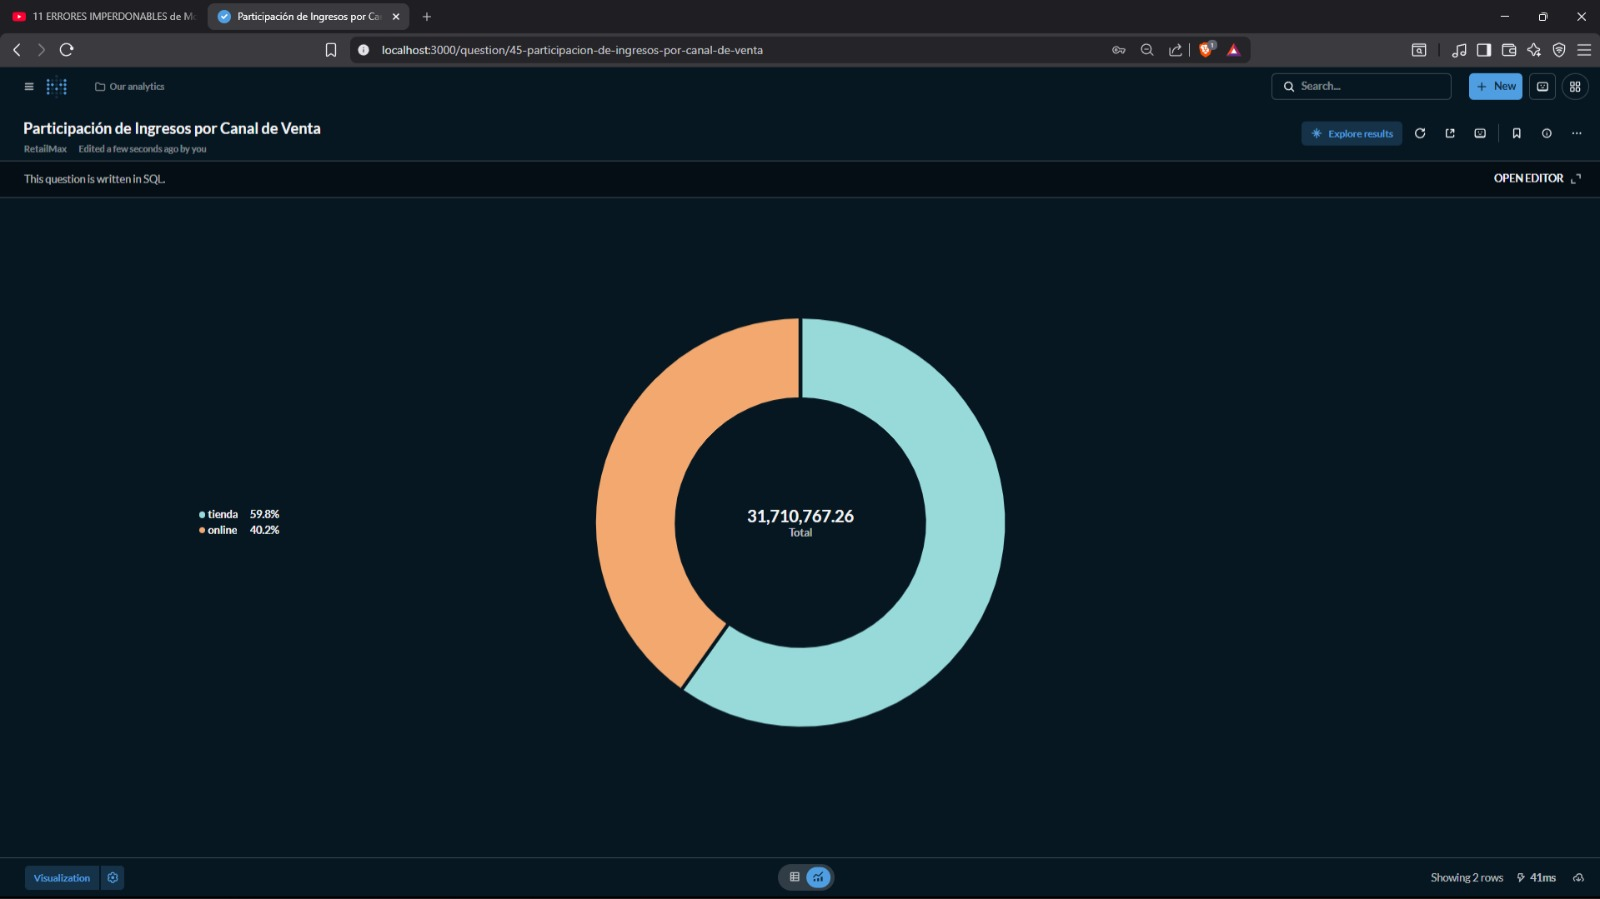 11 ERRORES IMPERDONABLES de Mo
Participación de Ingresos por Ca
localhost:3000/question/45-participacion-de-ingresos-por-canal-de-venta
1
Our analytics
Search...
New
Participación de Ingresos por Canal de Venta
Explore results
RetailMax Edited a few seconds ago by you
This question is written in SQL.
OPEN EDITOR
tienda 59.8%
online 40.2%
31,710,767.26
Total
Visualization
Showing 2 rows
41ms